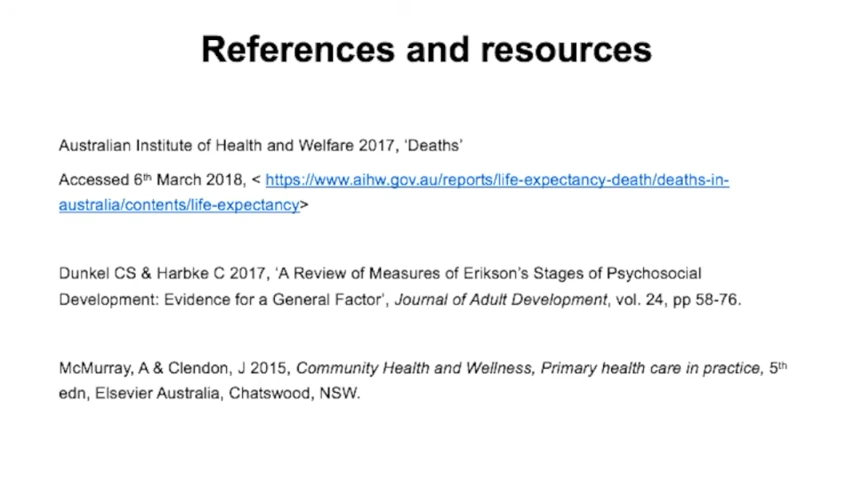 References and resources
Australian Institute of Health and Welfare 2017, ‘Deaths’
Accessed 6th March 2018, < https://www.aihw.gov.au/reports/life-expectancy-death/deaths-in-
australia/contents/life-expectancy>
Dunkel CS & Harbke C 2017, ‘A Review of Measures of Erikson’s Stages of Psychosocial
Development: Evidence for a General Factor’, Journal of Adult Development, vol. 24, pp 58-76.
McMurray, A & Clendon, J 2015, Community Health and Wellness, Primary health care in practice, 5th
edn, Elsevier Australia, Chatswood, NSW.